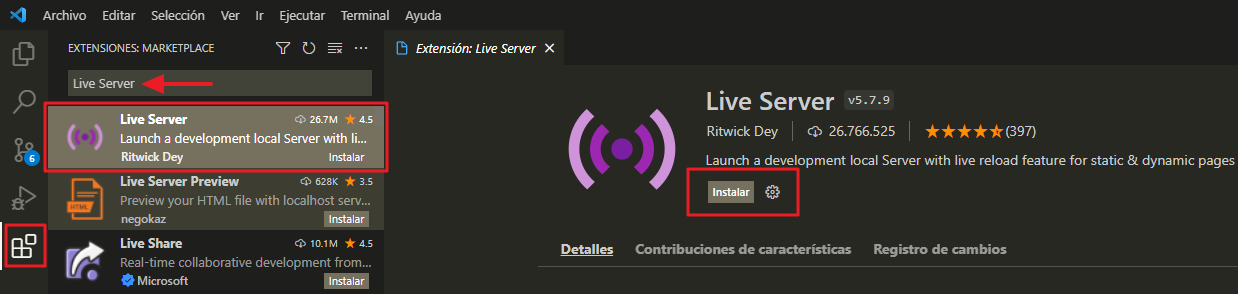 Archivo Editar Selección Ver Ir Ejecutar Terminal Ayuda
EXTENSIONES: MARKETPLACE
Live Server
Live Server 26.7M 4.5
Launch a development local Server with li...
Ritwick Dey Instalar
Live Server Preview 628K 3.5
Preview your HTML file with localhost serv...
negokaz Instalar
Live Share 10.1M 4.5
Real-time collaborative development from...
Microsoft Instalar
6
Extensión: Live Server
Live Server v5.7.9
Ritwick Dey 26.766.525 (397)
Launch a development local Server with live reload feature for static & dynamic pages
Instalar
Detalles Contribuciones de características Registro de cambios